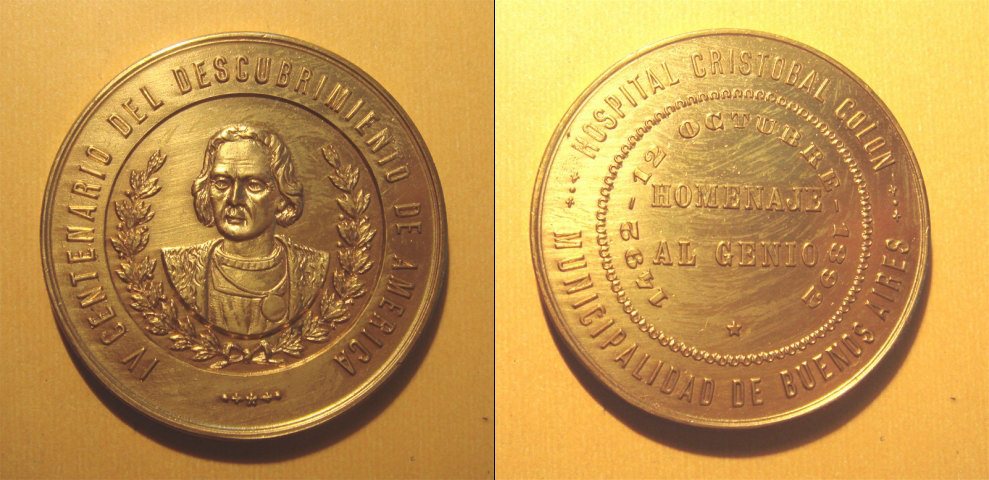 IV CENTENARIO DEL DESCUBRIMIENTO DE AMERICA
HOSPITAL CRISTOBAL COLON
1492 - 12 OCTUBRE - 1892
HOMENAJE
AL GENIO
MUNICIPALIDAD DE BUENOS AIRES